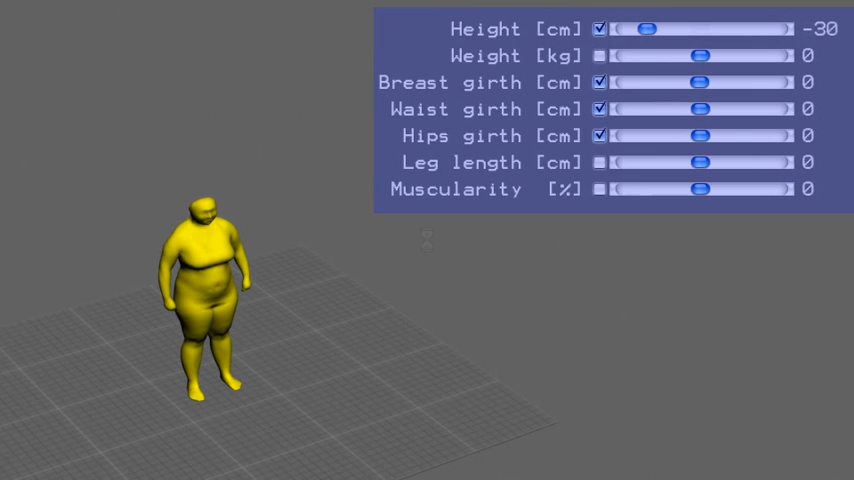 Height [cm] -30
Weight [kg] 0
Breast girth [cm] 0
Waist girth [cm] 0
Hips girth [cm] 0
Leg length [cm] 0
Muscularity [%] 0